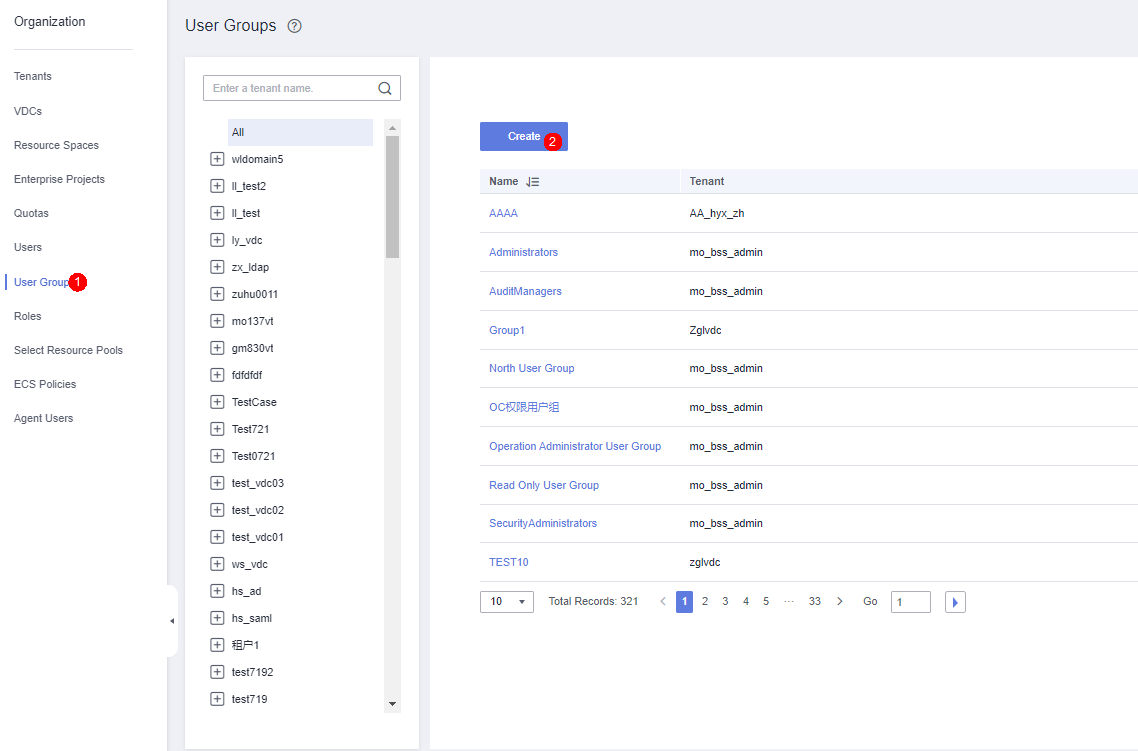 Organization
Tenants
VDCs
Resource Spaces
Enterprise Projects
Quotas
Users
User Group 1
Roles
Select Resource Pools
ECS Policies
Agent Users
User Groups ?
Enter a tenant name.
All
wldomain5
ll_test2
ll_test
ly_vdc
zx_ldap
zuhu0011
mo137vt
gm830vt
fdfdfdf
TestCase
Test721
Test0721
test_vdc03
test_vdc02
test_vdc01
ws_vdc
hs_ad
hs_saml
租户1
test7192
test719
Create 2
Name Tenant
AAAA AA_hyx_zh
Administrators mo_bss_admin
AuditManagers mo_bss_admin
Group1 Zglvdc
North User Group mo_bss_admin
OC权限用户组 mo_bss_admin
Operation Administrator User Group mo_bss_admin
Read Only User Group mo_bss_admin
SecurityAdministrators mo_bss_admin
TEST10 zglvdc
10 Total Records: 321 < 1 2 3 4 5 ··· 33 > Go 1